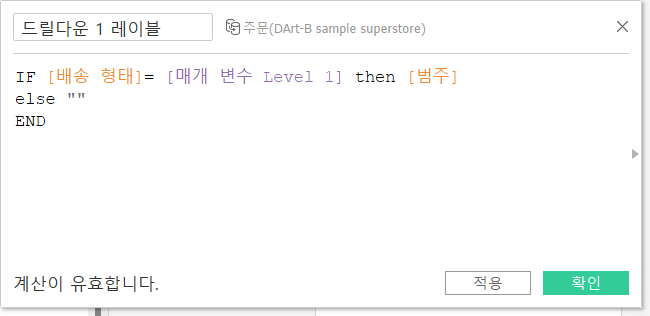 드릴다운 1 레이블
주문(DArt-B sample superstore)
IF [배송 형태]= [매개 변수 Level 1] then [범주]
else ""
END
계산이 유효합니다.
적용
확인